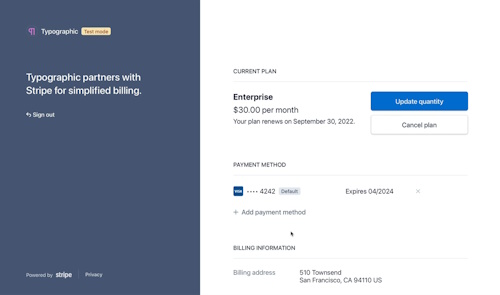 Typographic Test mode
Typographic partners with
Stripe for simplified billing.
Sign out
Powered by stripe Privacy
CURRENT PLAN
Enterprise
$30.00 per month
Your plan renews on September 30, 2022.
Update quantity
Cancel plan
PAYMENT METHOD
VISA •••• 4242 Default Expires 04/2024 ×
+ Add payment method
BILLING INFORMATION
Billing address 510 Townsend
San Francisco, CA 94110 US